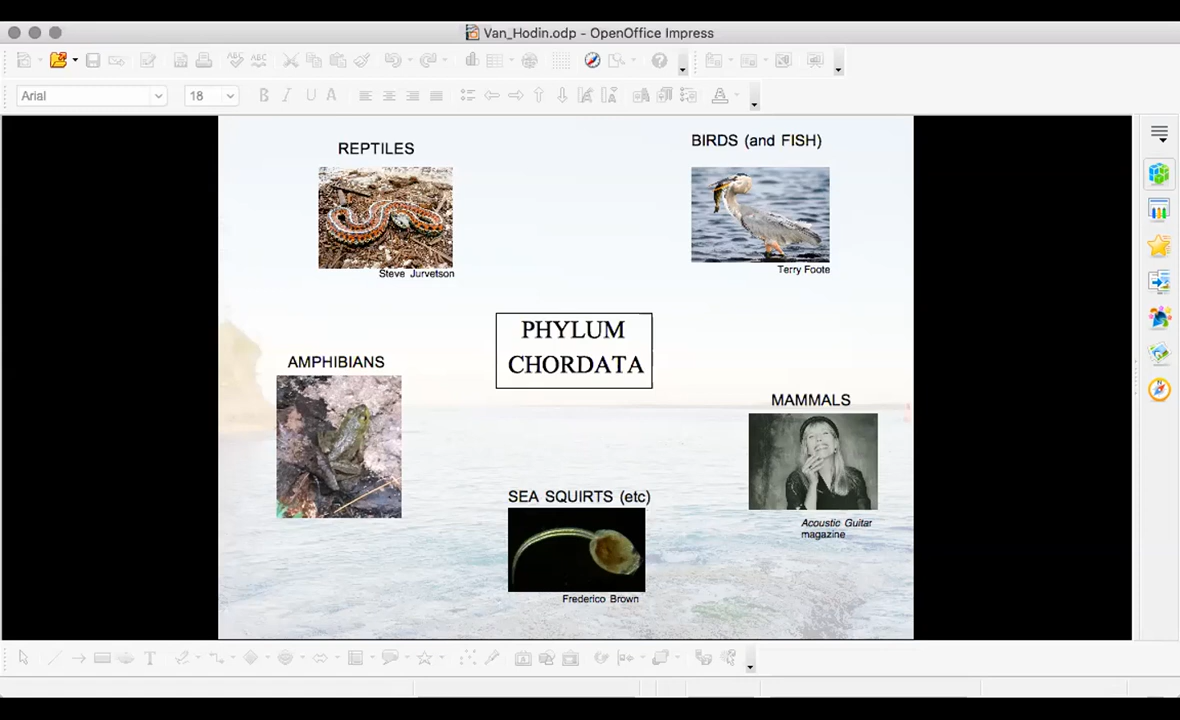 Van_Hodin.odp - OpenOffice Impress
Arial
18
REPTILES
BIRDS (and FISH)
Steve Jurvetson
Terry Foote
PHYLUM
CHORDATA
AMPHIBIANS
MAMMALS
SEA SQUIRTS (etc)
Acoustic Guitar
magazine
Frederico Brown